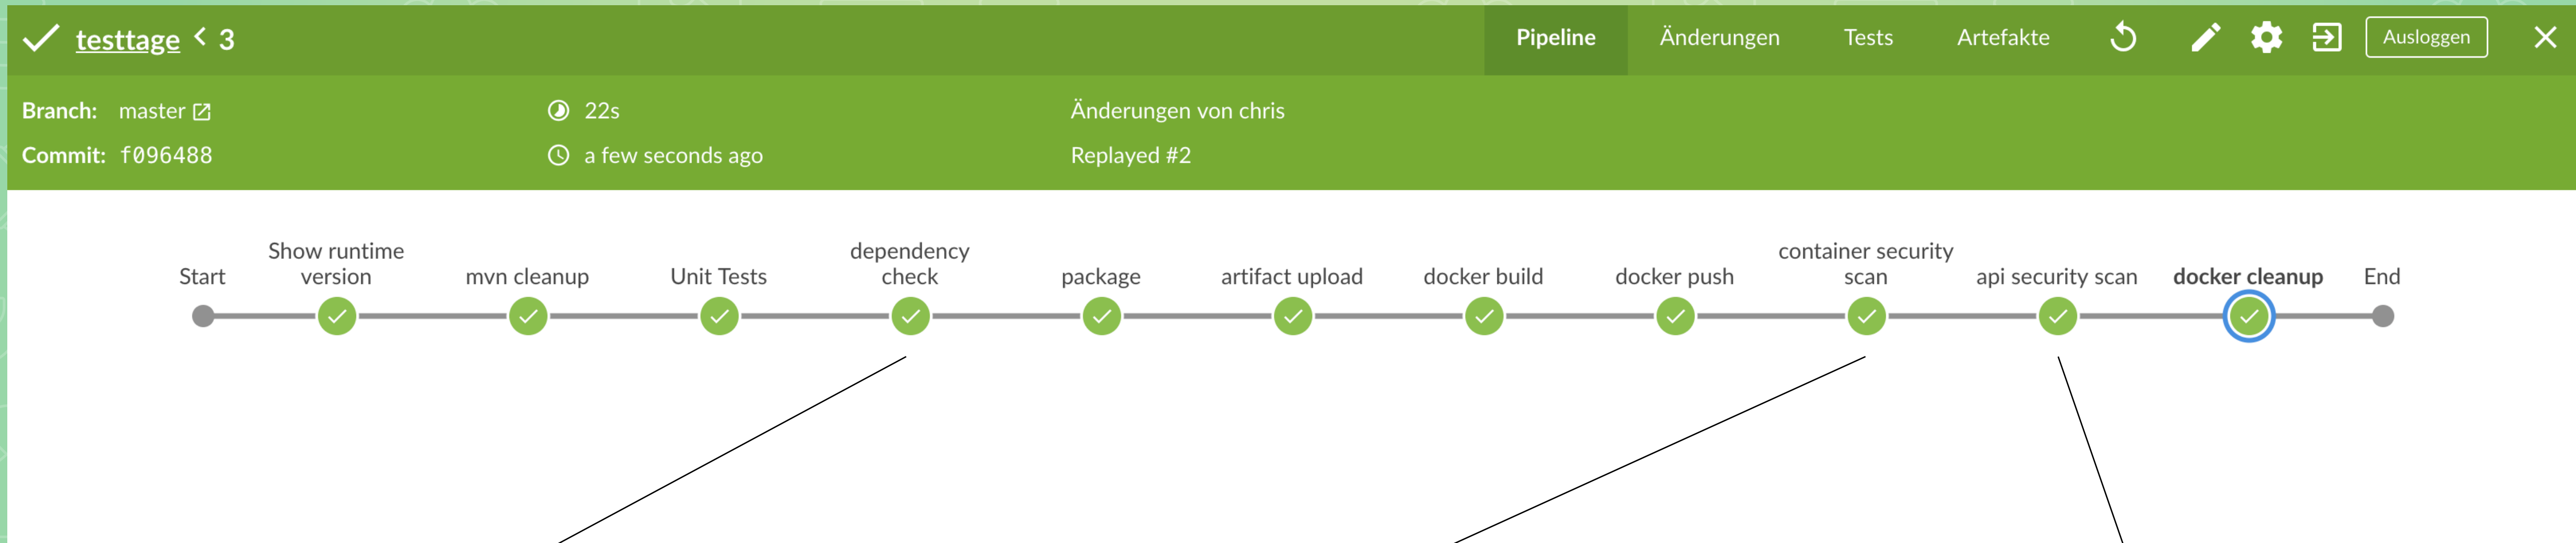 testtage < 3
Pipeline
Änderungen
Tests
Artefakte
Ausloggen
Branch: master
22s
Änderungen von chris
Commit: f096488
a few seconds ago
Replayed #2
Start
Show runtime
version
mvn cleanup
Unit Tests
dependency
check
package
artifact upload
docker build
docker push
container security
scan
api security scan
docker cleanup
End